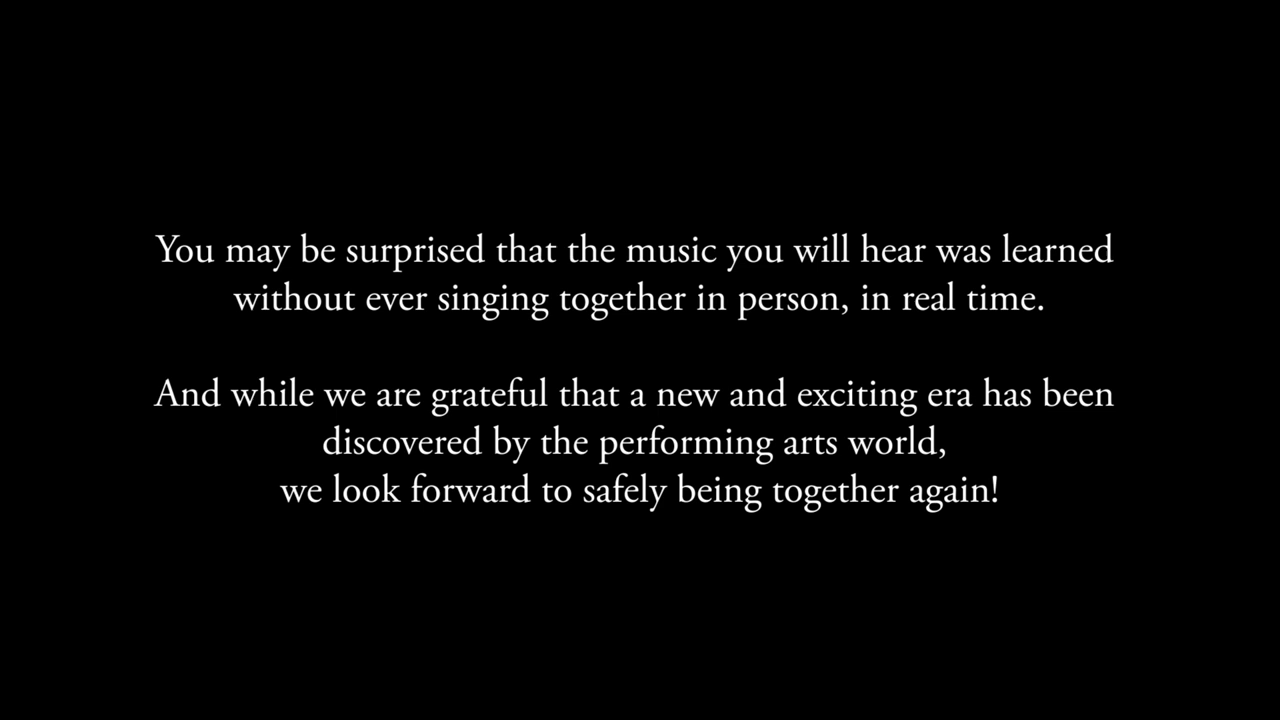 You may be surprised that the music you will hear was learned
without ever singing together in person, in real time.
And while we are grateful that a new and exciting era has been
discovered by the performing arts world,
we look forward to safely being together again!